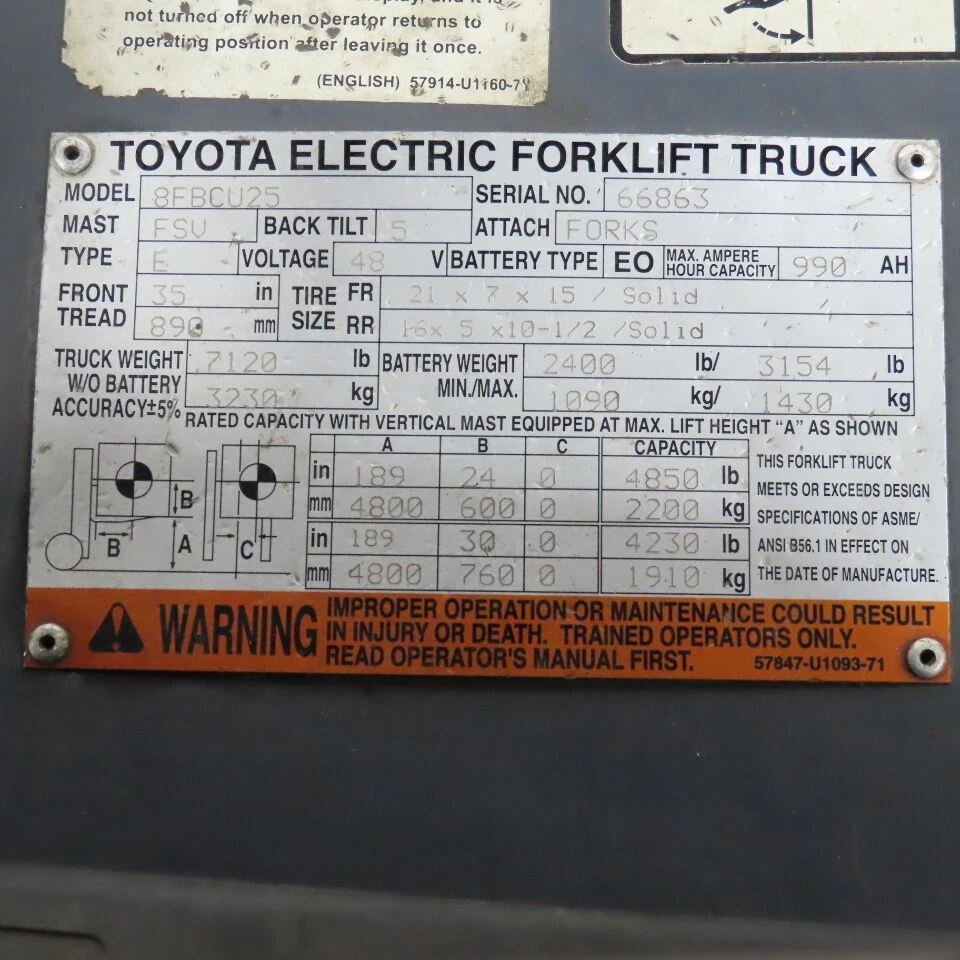 display, and it is
not turned off when operator returns to
operating position after leaving it once.
(ENGLISH) 57914-U1160-71
TOYOTA ELECTRIC FORKLIFT TRUCK
MODEL 8FBCU25 SERIAL NO. 66863
MAST FSV BACK TILT 5 ATTACH FORKS
TYPE E VOLTAGE 48 V BATTERY TYPE EO MAX. AMPERE HOUR CAPACITY 990 AH
FRONT TREAD 35 in TIRE SIZE FR 21 x 7 x 15 / Solid
890 mm RR 16x 5 x10-1/2 /Solid
TRUCK WEIGHT 7120 lb BATTERY WEIGHT 2400 lb/ 3154 lb
W/O BATTERY 3230 kg MIN./MAX. 1090 kg/ 1430 kg
ACCURACY±5%
RATED CAPACITY WITH VERTICAL MAST EQUIPPED AT MAX. LIFT HEIGHT "A" AS SHOWN
A B C CAPACITY
in 189 24 0 4850 lb
mm 4800 600 0 2200 kg
in 189 30 0 4230 lb
mm 4800 760 0 1910 kg
B
B A C
THIS FORKLIFT TRUCK
MEETS OR EXCEEDS DESIGN
SPECIFICATIONS OF ASME/
ANSI B56.1 IN EFFECT ON
THE DATE OF MANUFACTURE.
WARNING
IMPROPER OPERATION OR MAINTENANCE COULD RESULT
IN INJURY OR DEATH. TRAINED OPERATORS ONLY.
READ OPERATOR'S MANUAL FIRST. 57847-U1093-71